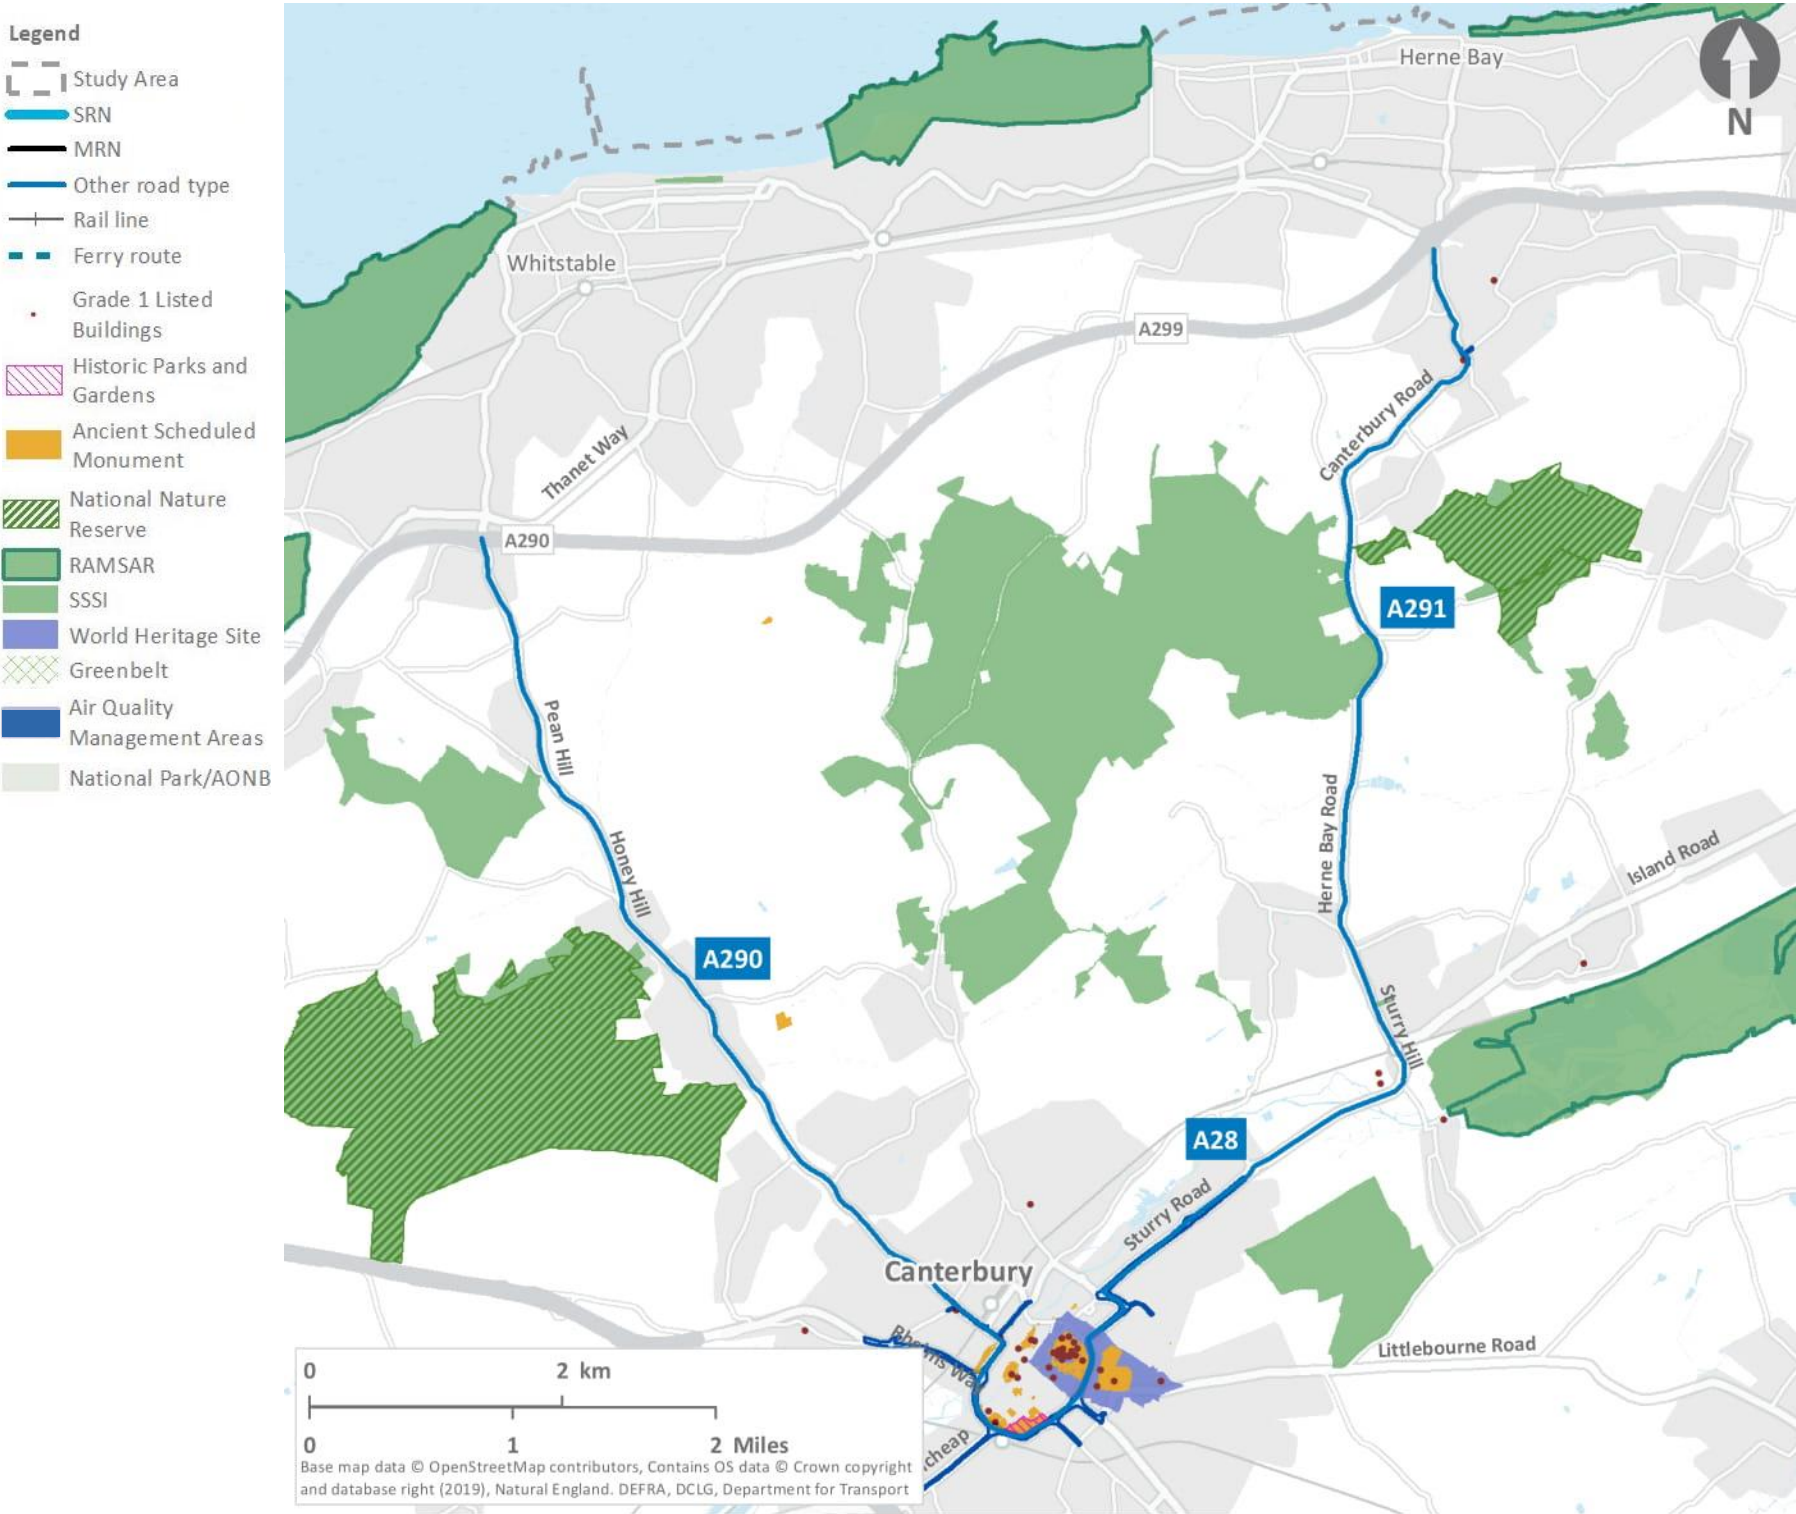 Legend
Study Area
SRN
MRN
Other road type
Rail line
Ferry route
Grade 1 Listed
Buildings
Historic Parks and
Gardens
Ancient Scheduled
Monument
National Nature
Reserve
RAMSAR
SSSI
World Heritage Site
Greenbelt
Air Quality
Management Areas
National Park/AONB
Herne Bay
N
Whitstable
A299
Canterbury Road
Thanet Way
A290
A291
Pean Hill
Herne Bay Road
Honey Hill
Island Road
A290
Sturry Hill
A28
Sturry Road
Canterbury
Littlebourne Road
0 2 km
0 1 2 Miles
Base map data © OpenStreetMap contributors, Contains OS data © Crown copyright
and database right (2019), Natural England. DEFRA, DCLG, Department for Transport